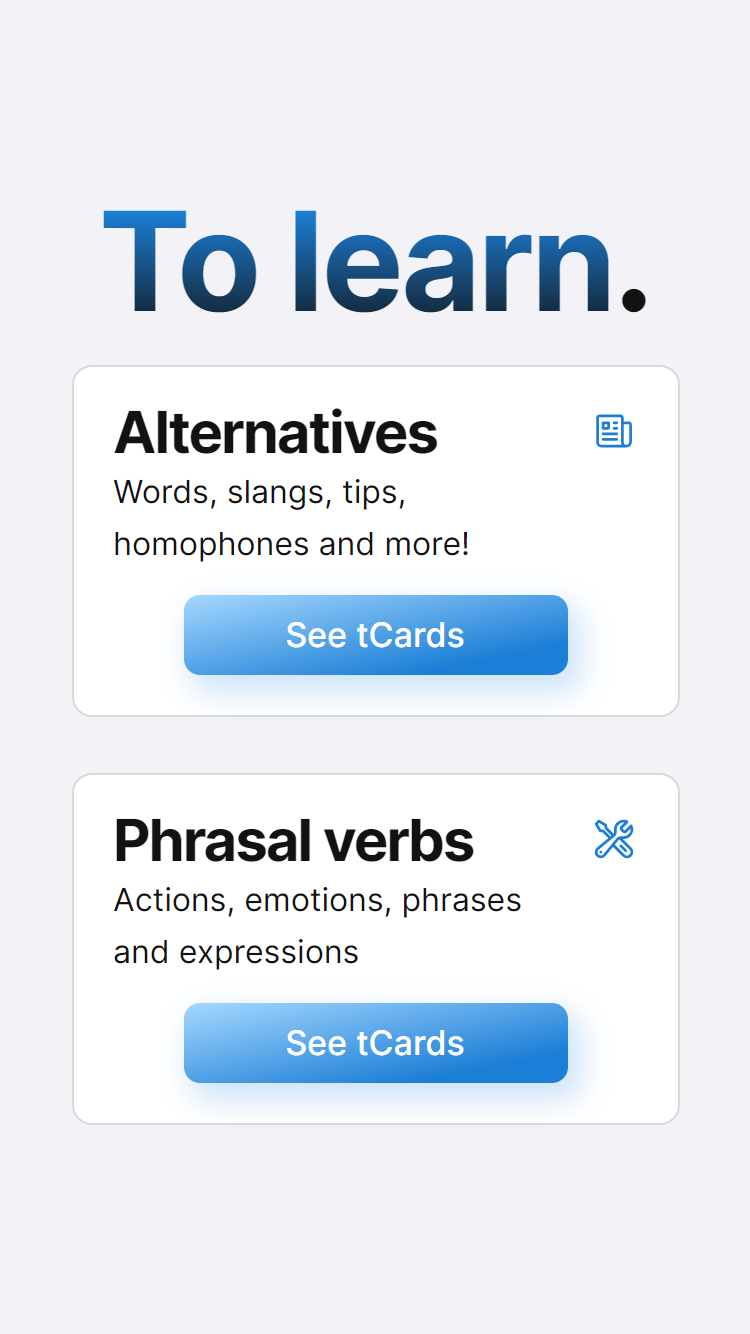 To learn.
Alternatives
Words, slangs, tips,
homophones and more!
See tCards
Phrasal verbs
Actions, emotions, phrases
and expressions
See tCards